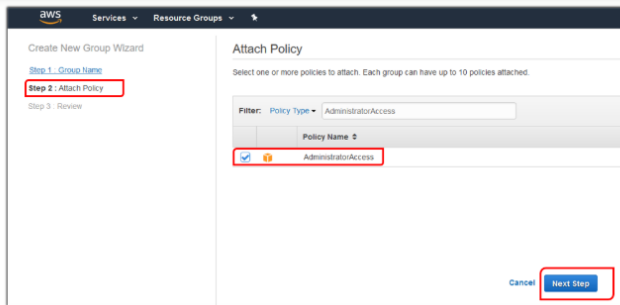 aws Services Resource Groups
Create New Group Wizard
Step 1 : Group Name
Step 2 : Attach Policy
Step 3 : Review
Attach Policy
Select one or more policies to attach. Each group can have up to 10 policies attached.
Filter: Policy Type AdministratorAccess
Policy Name
AdministratorAccess
Cancel Next Step